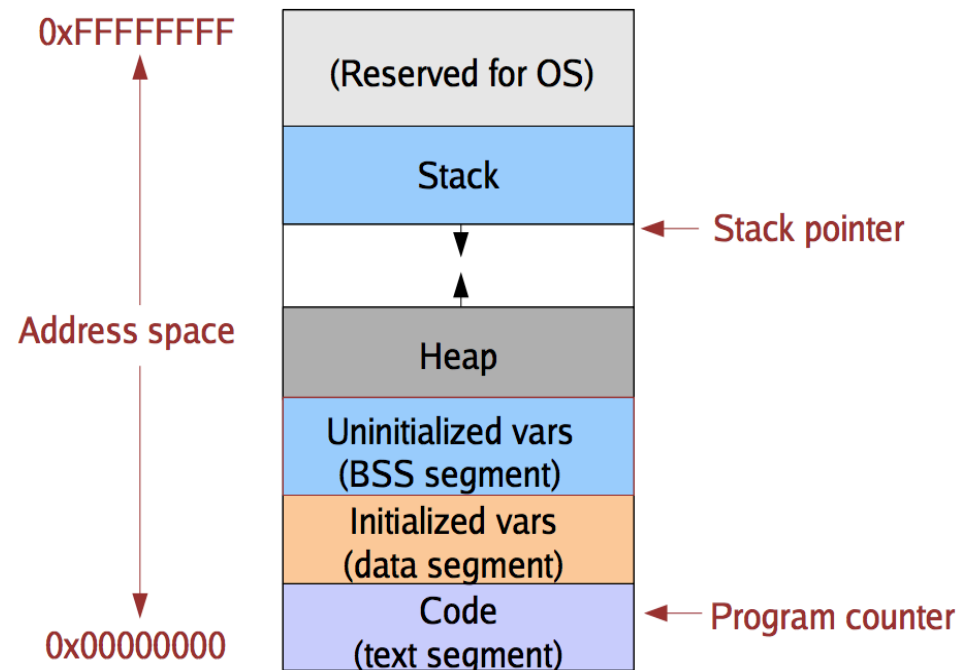 0xFFFFFFFF
(Reserved for OS)
Stack
Stack pointer
Address space
Heap
Uninitialized vars
(BSS segment)
Initialized vars
(data segment)
Code
(text segment)
Program counter
0x00000000